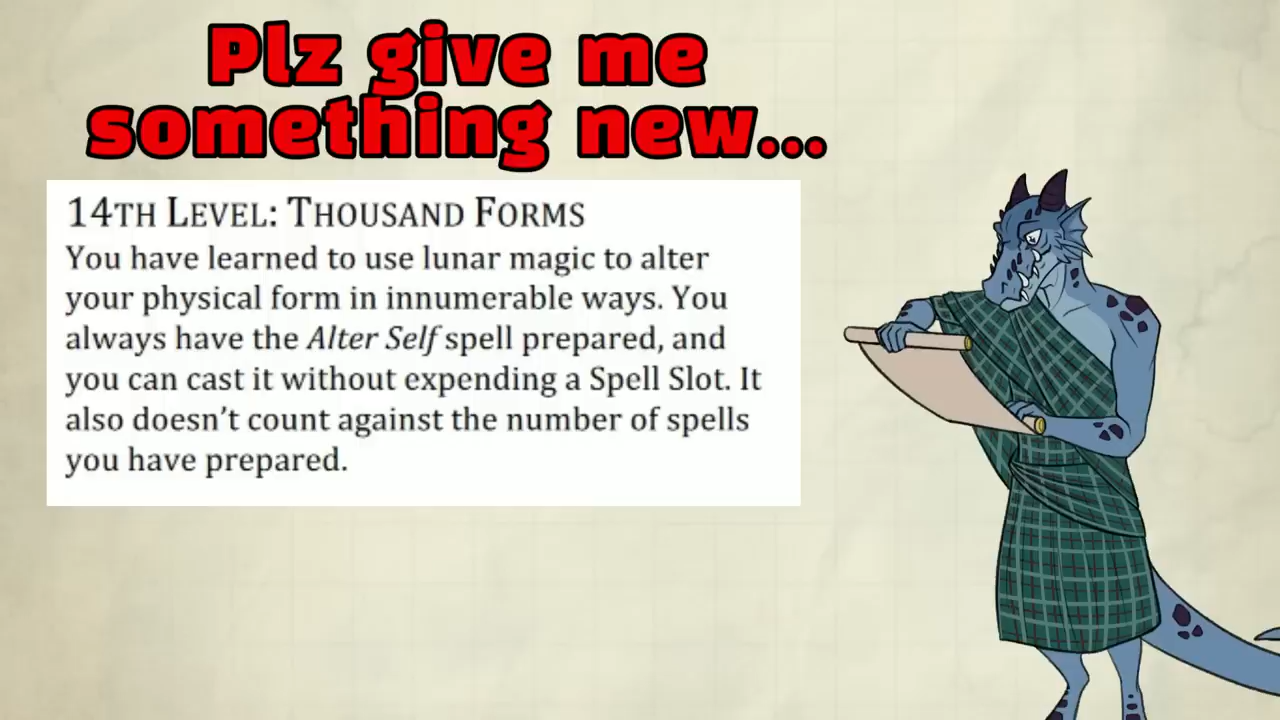 Plz give me
something new...
14TH LEVEL: THOUSAND FORMS
You have learned to use lunar magic to alter
your physical form in innumerable ways. You
always have the Alter Self spell prepared, and
you can cast it without expending a Spell Slot. It
also doesn’t count against the number of spells
you have prepared.